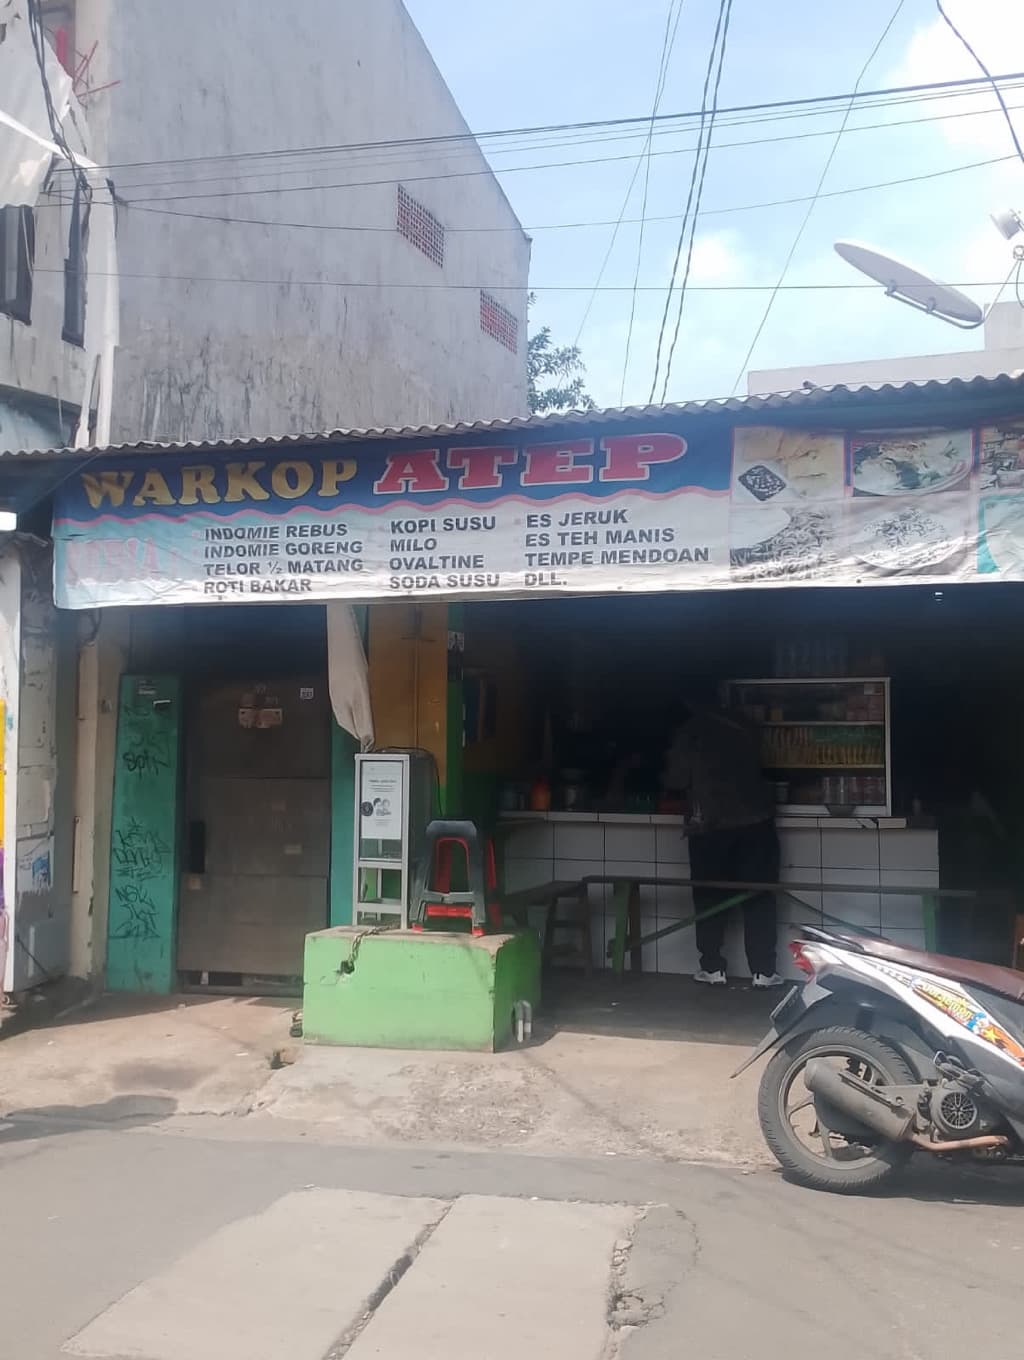 WARKOP ATEP
INDOMIE REBUS
INDOMIE GORENG
TELOR ½ MATANG
ROTI BAKAR
KOPI SUSU
MILO
OVALTINE
SODA SUSU
ES JERUK
ES TEH MANIS
TEMPE MENDOAN
DLL.